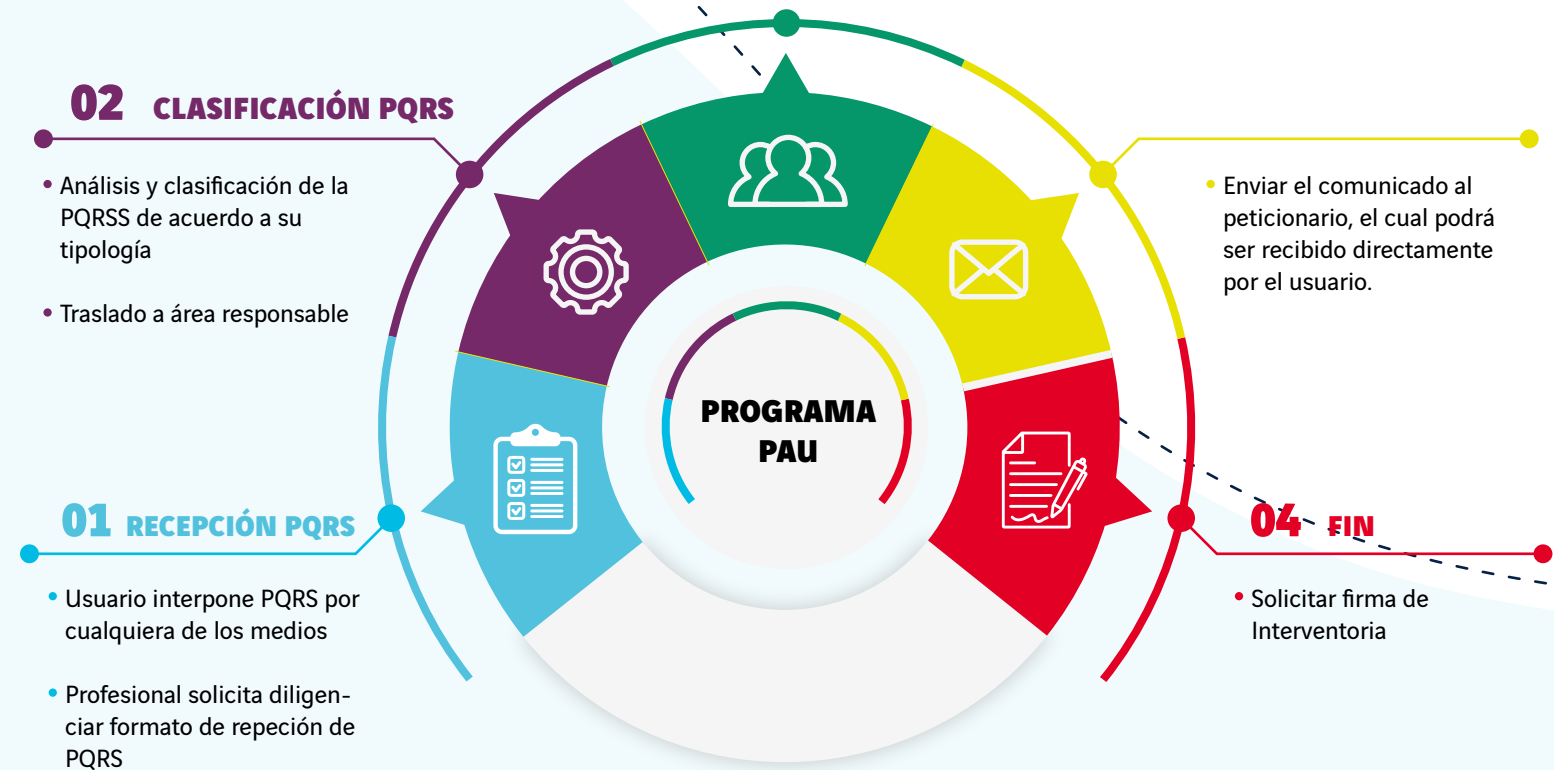 02 CLASIFICACIÓN PQRS
• Análisis y clasificación de la
PQRSS de acuerdo a su
tipología
• Traslado a área responsable
01 RECEPCIÓN PQRS
• Usuario interpone PQRS por
cualquiera de los medios
• Profesional solicita diligen-
ciar formato de repeción de
PQRS
PROGRAMA
PAU
• Enviar el comunicado al
peticionario, el cual podrá
ser recibido directamente
por el usuario.
04 FIN
• Solicitar firma de
Interventoria